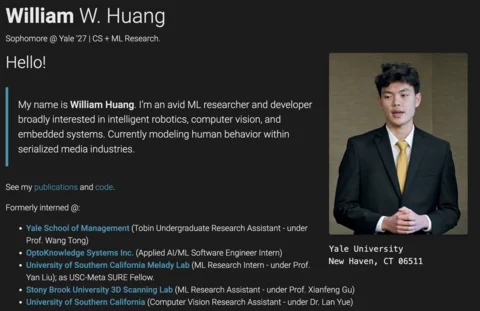 William W. Huang
Sophomore @ Yale '27 | CS + ML Research.
Hello!
My name is William Huang. I'm an avid ML researcher and developer
broadly interested in intelligent robotics, computer vision, and
embedded systems. Currently modeling human behavior within
serialized media industries.
See my publications and code.
Formerly interned @:
• Yale School of Management (Tobin Undergraduate Research Assistant - under
Prof. Wang Tong)
• OptoKnowledge Systems Inc. (Applied AI/ML Software Engineer Intern)
• University of Southern California Melady Lab (ML Research Intern - under Prof.
Yan Liu); as USC-Meta SURE Fellow.
• Stony Brook University 3D Scanning Lab (ML Research Assistant - under Prof. Xianfeng Gu)
• University of Southern California (Computer Vision Research Assistant - under Dr. Lan Yue)
Yale University
New Haven, CT 06511